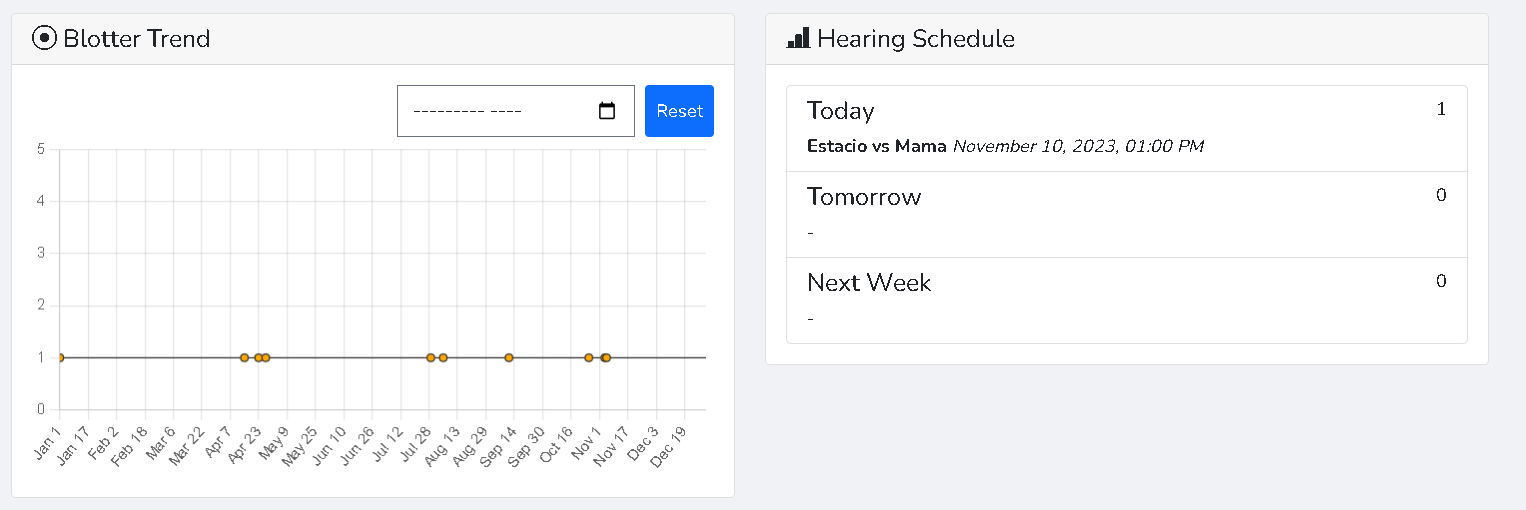 Blotter Trend
--------- ----
Reset
5
4
3
2
1
0
Jan 1
Jan 17
Feb 2
Feb 18
Mar 6
Mar 22
Apr 7
Apr 23
May 9
May 25
Jun 10
Jun 26
Jul 12
Jul 28
Aug 13
Aug 29
Sep 14
Sep 30
Oct 16
Nov 1
Nov 17
Dec 3
Dec 19
Hearing Schedule
Today 1
Estacio vs Mama November 10, 2023, 01:00 PM
Tomorrow 0
-
Next Week 0
-